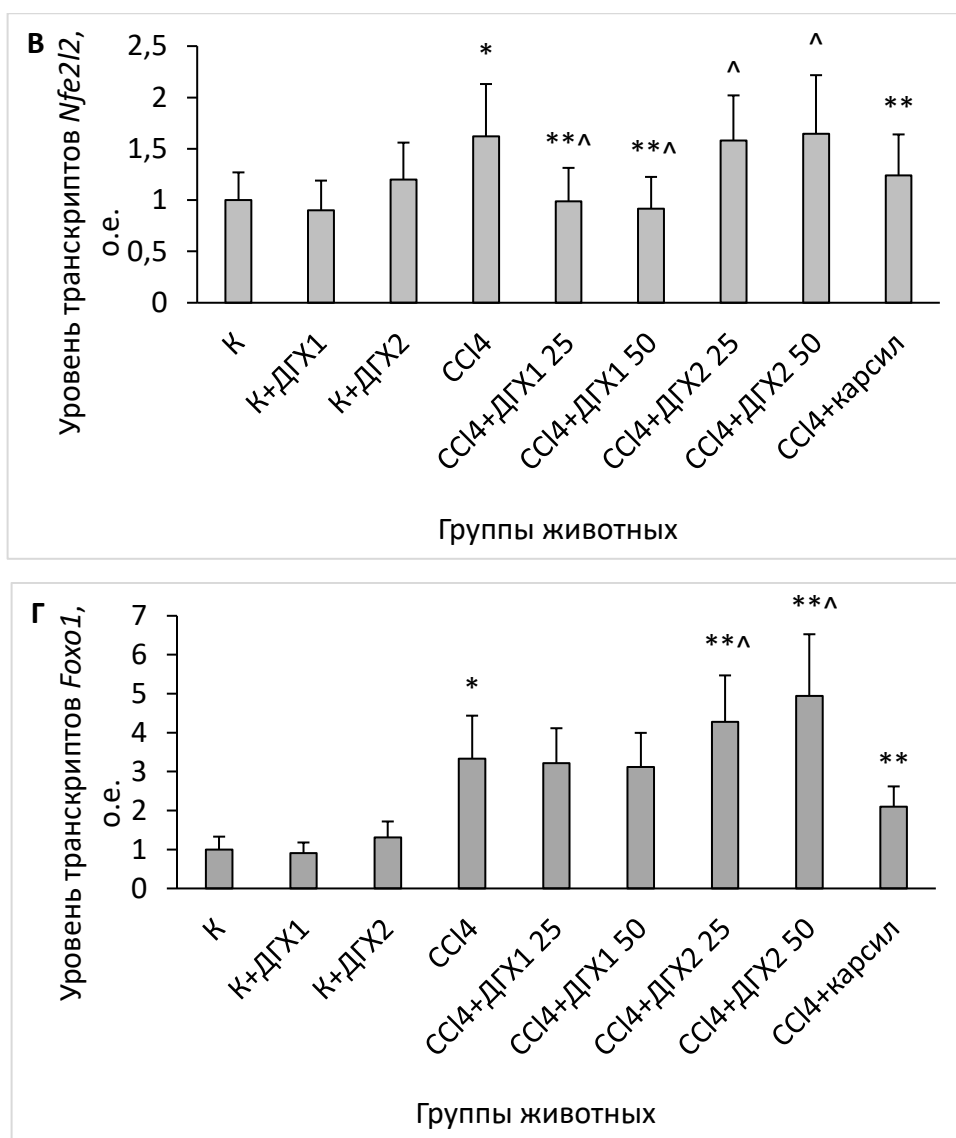 В
Уровень транскриптов Nfe2l2,
о.е.
2,5
2
1,5
1
0,5
0
*
**^
**^
^
^
**
К
К+ДГХ1
К+ДГХ2
CCl4
CCl4+ДГХ1 25
CCl4+ДГХ1 50
CCl4+ДГХ2 25
CCl4+ДГХ2 50
CCl4+карсил
Группы животных
Г
Уровень транскриптов Foxo1,
о.е.
7
6
5
4
3
2
1
0
*
**^
**^
**
К
К+ДГХ1
К+ДГХ2
CCl4
CCl4+ДГХ1 25
CCl4+ДГХ1 50
CCl4+ДГХ2 25
CCl4+ДГХ2 50
CCl4+карсил
Группы животных